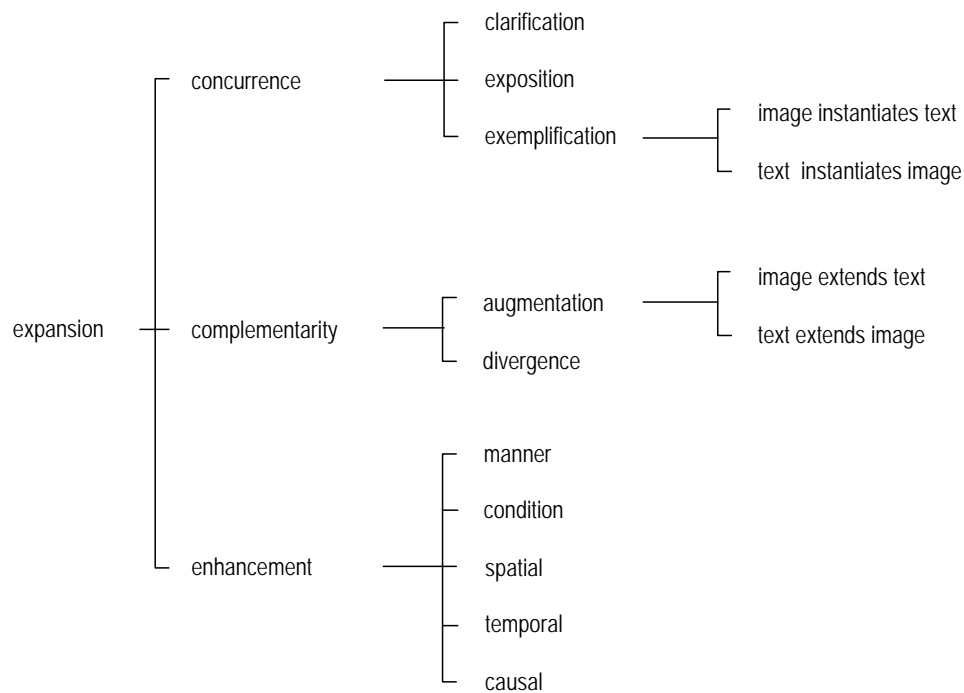 expansion
concurrence
clarification
exposition
exemplification
image instantiates text
text instantiates image
complementarity
augmentation
image extends text
text extends image
divergence
enhancement
manner
condition
spatial
temporal
causal